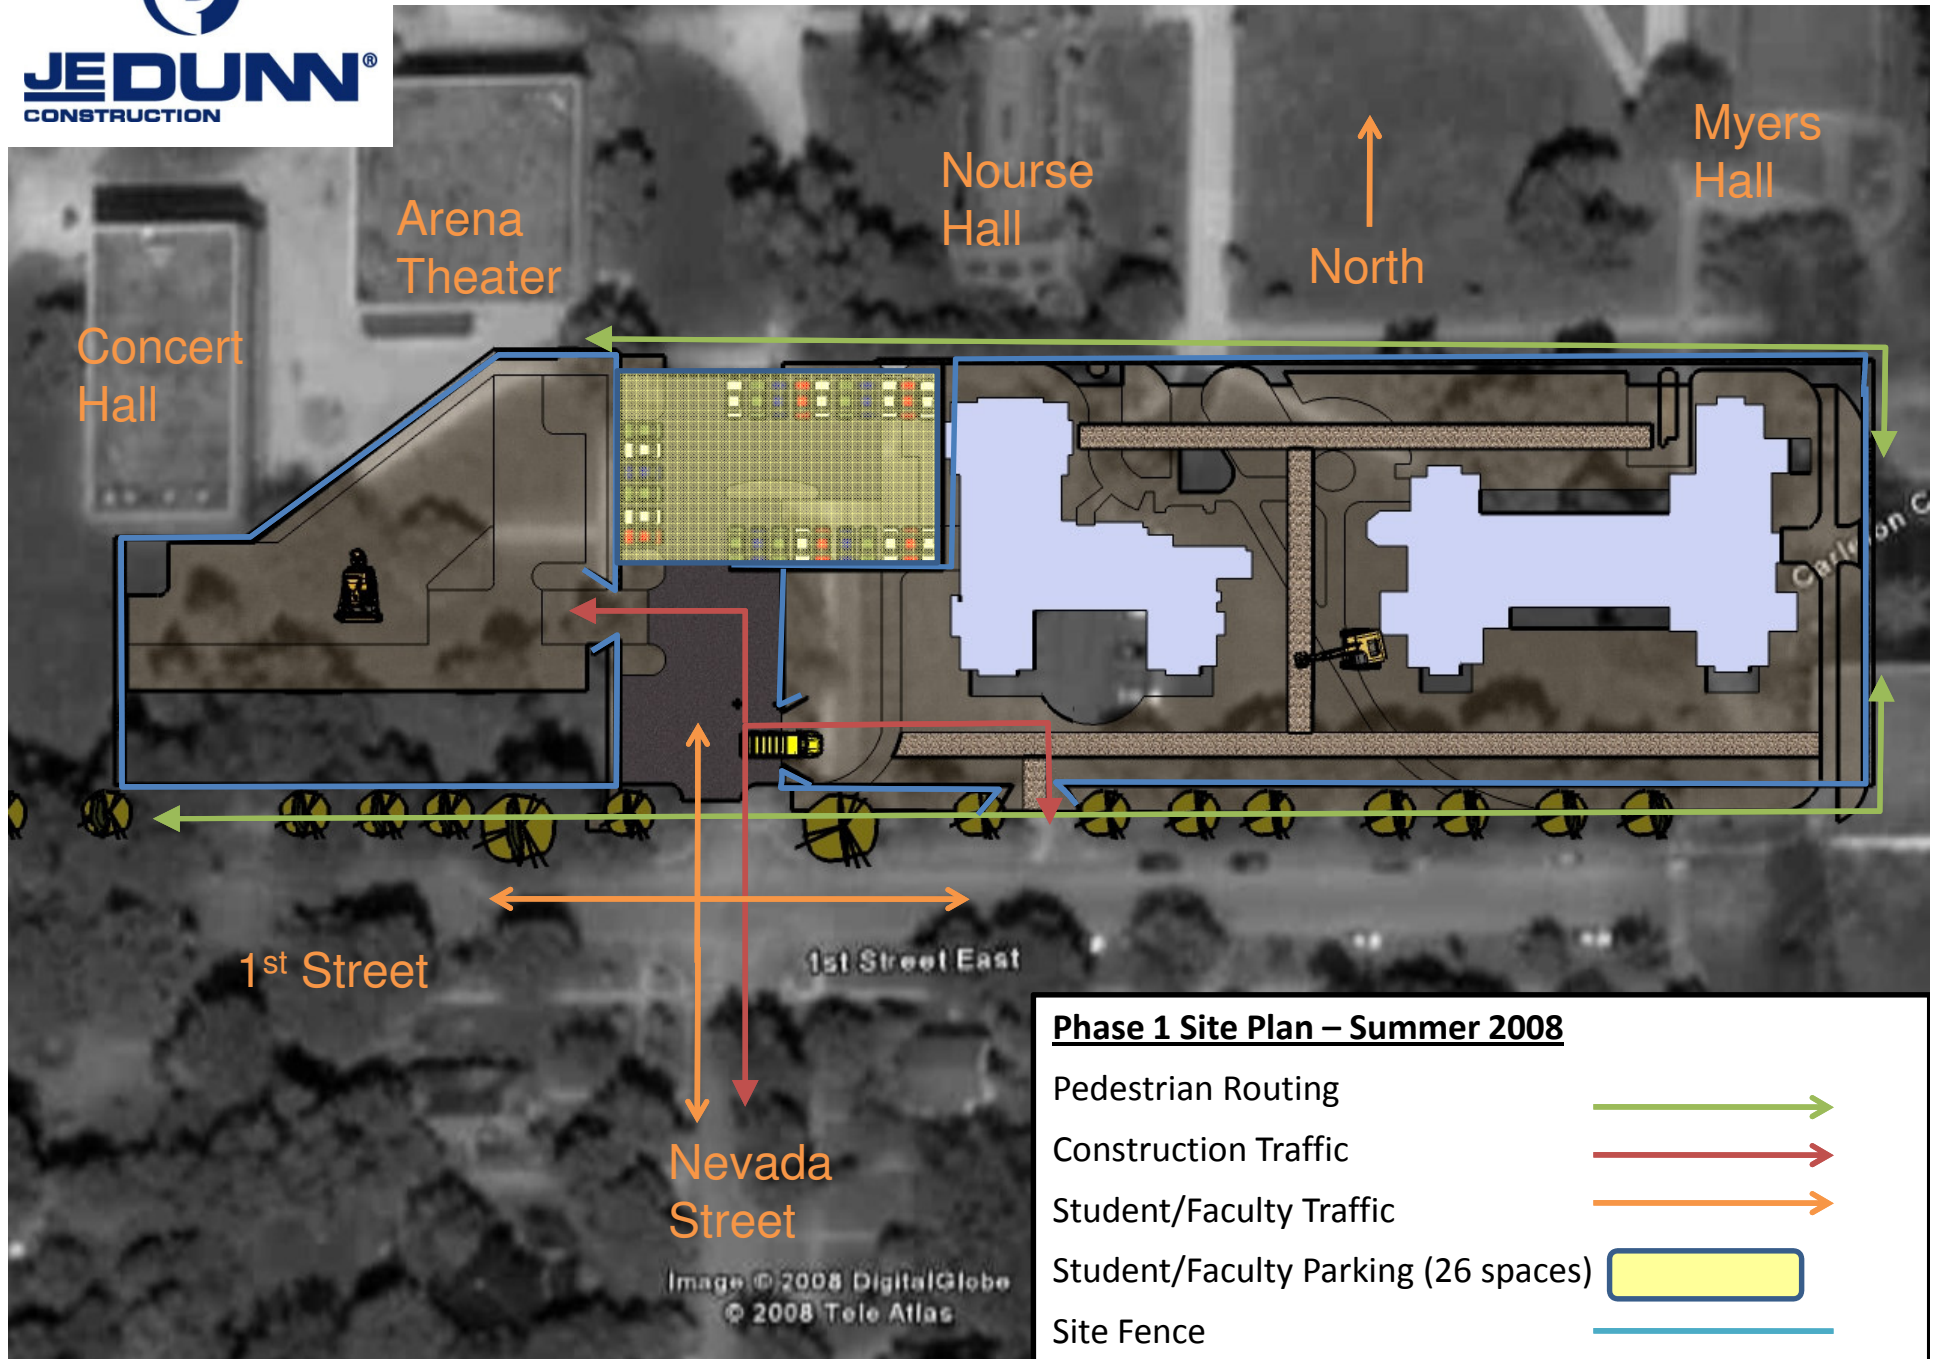 JE DUNN®
CONSTRUCTION
Myers
Hall
Nourse
Hall
Arena
Theater
North
Concert
Hall
1st Street
1st Street East
Nevada
Street
Image © 2008 DigitalGlobe
© 2008 Tele Atlas
Phase 1 Site Plan – Summer 2008
Pedestrian Routing
Construction Traffic
Student/Faculty Traffic
Student/Faculty Parking (26 spaces)
Site Fence